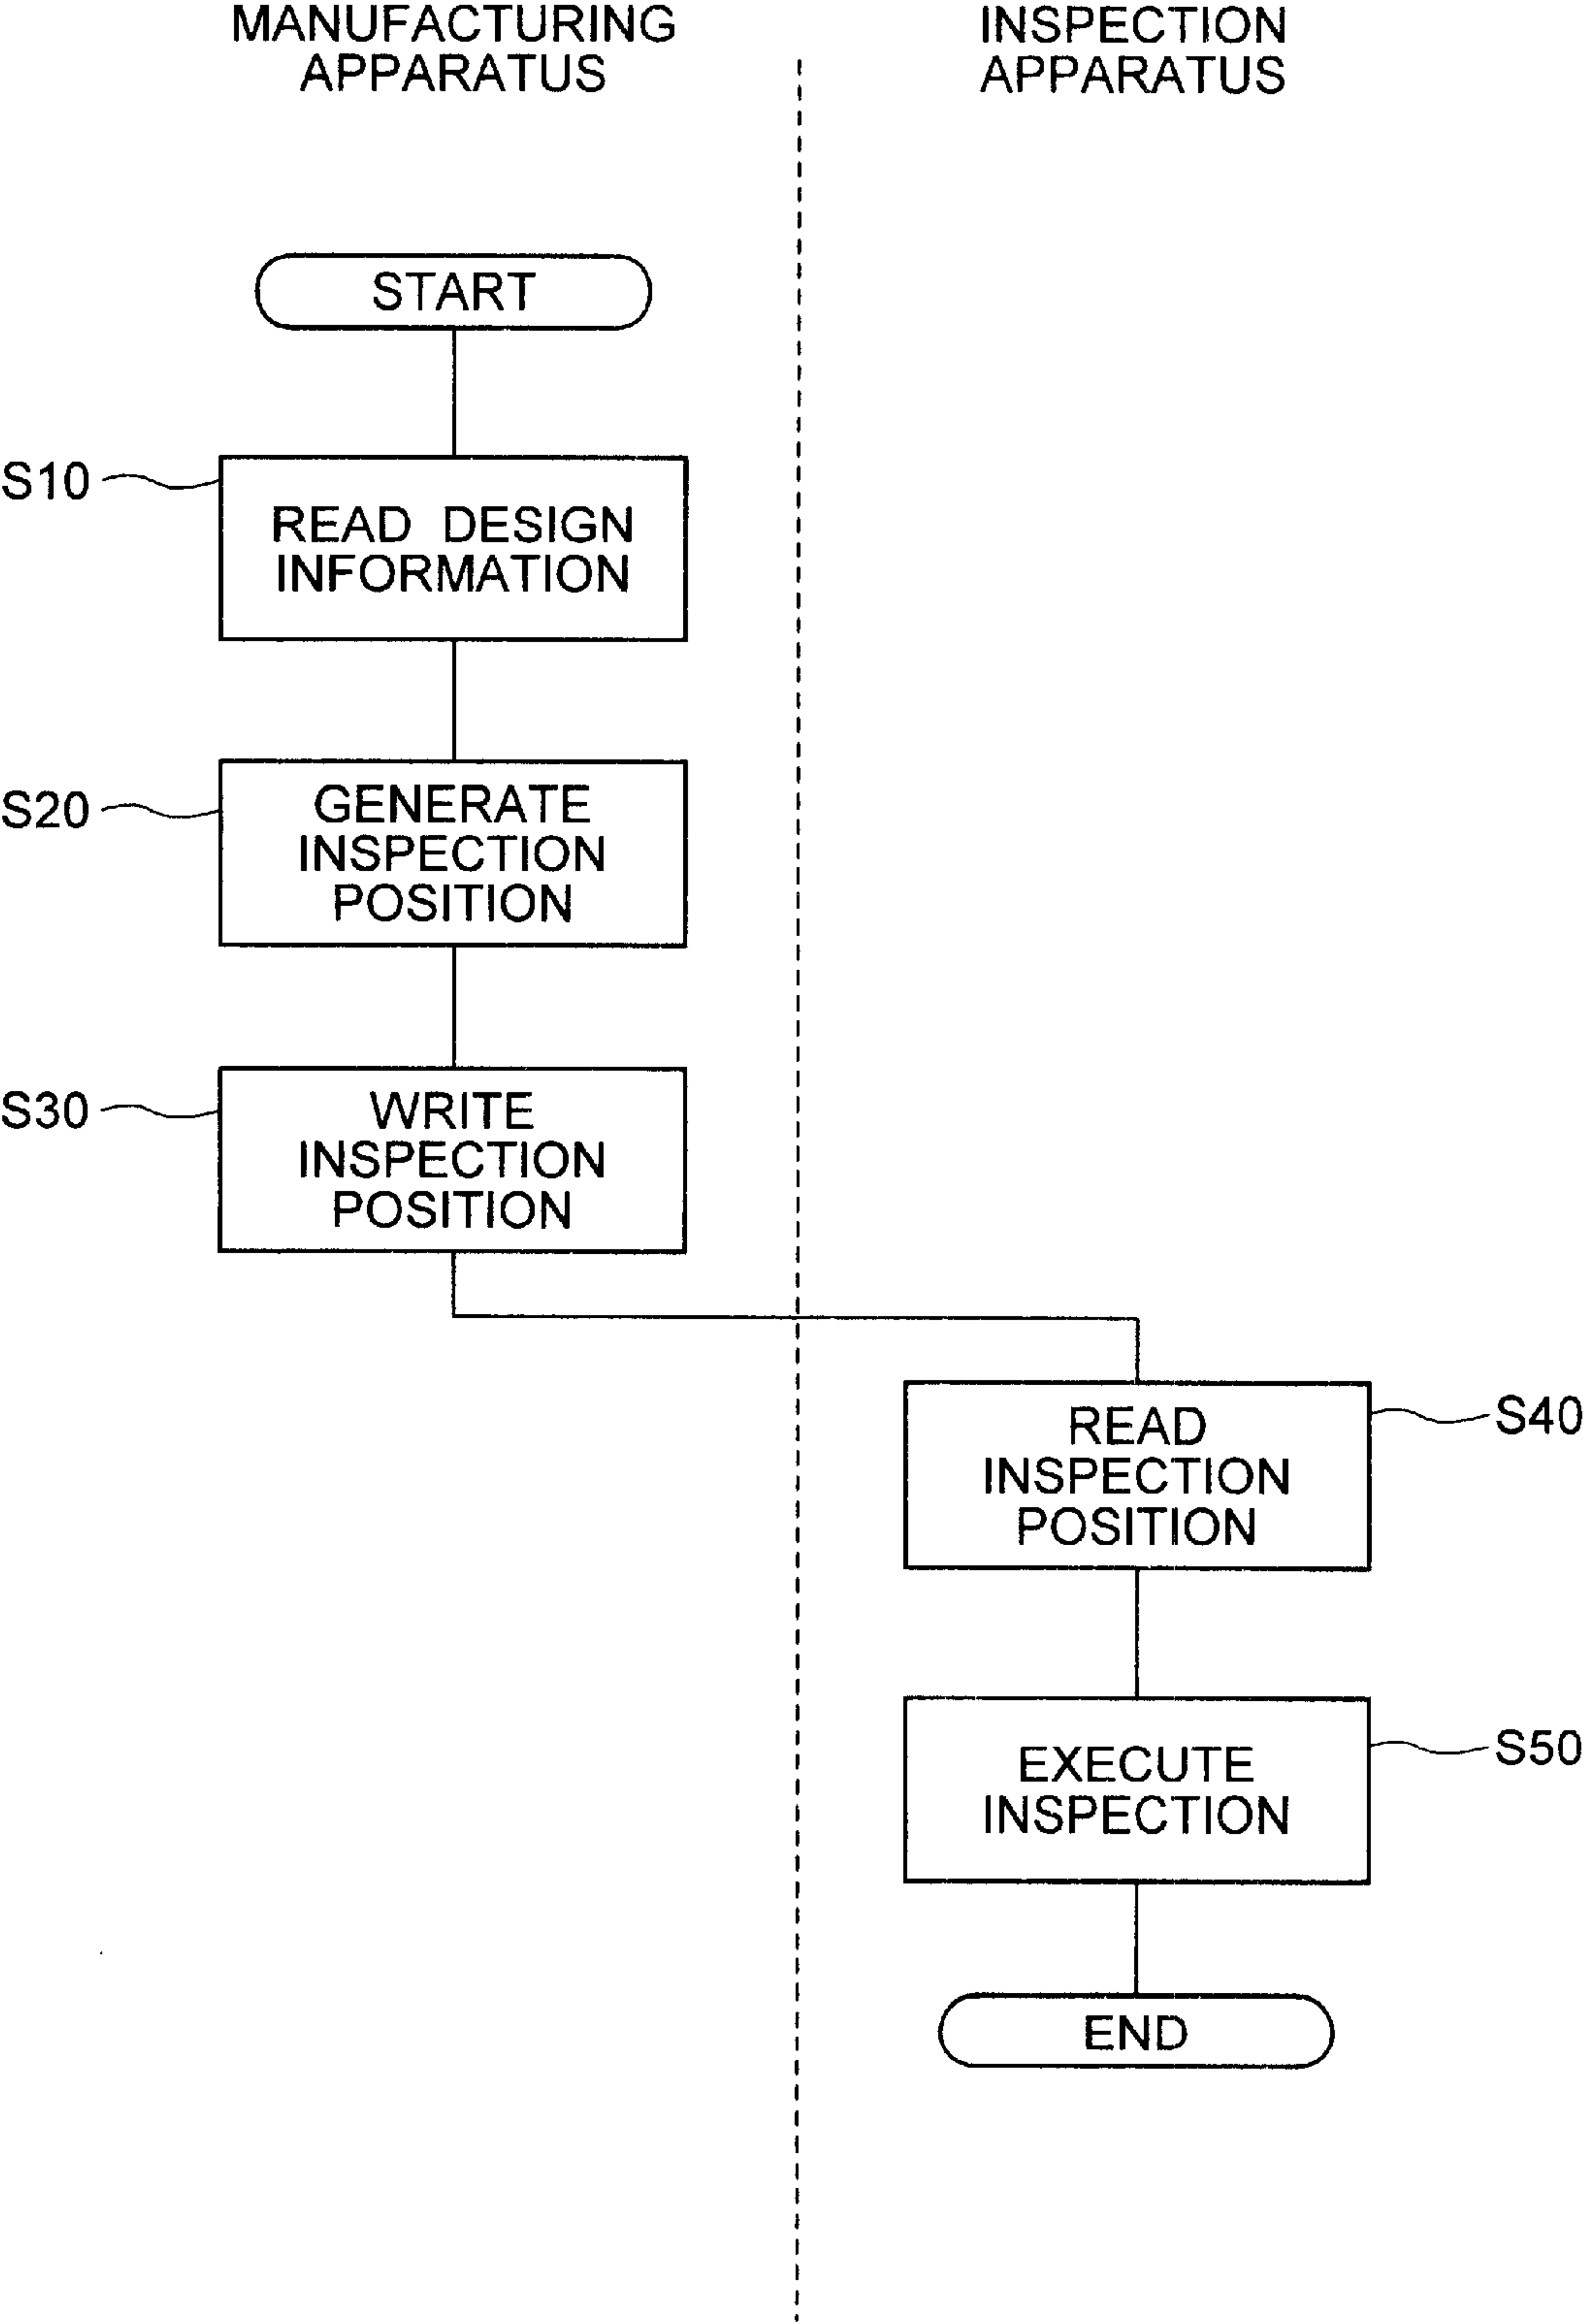 MANUFACTURING
APPARATUS
INSPECTION
APPARATUS
START
S10
READ DESIGN
INFORMATION
S20
GENERATE
INSPECTION
POSITION
S30
WRITE
INSPECTION
POSITION
S40
READ
INSPECTION
POSITION
S50
EXECUTE
INSPECTION
END